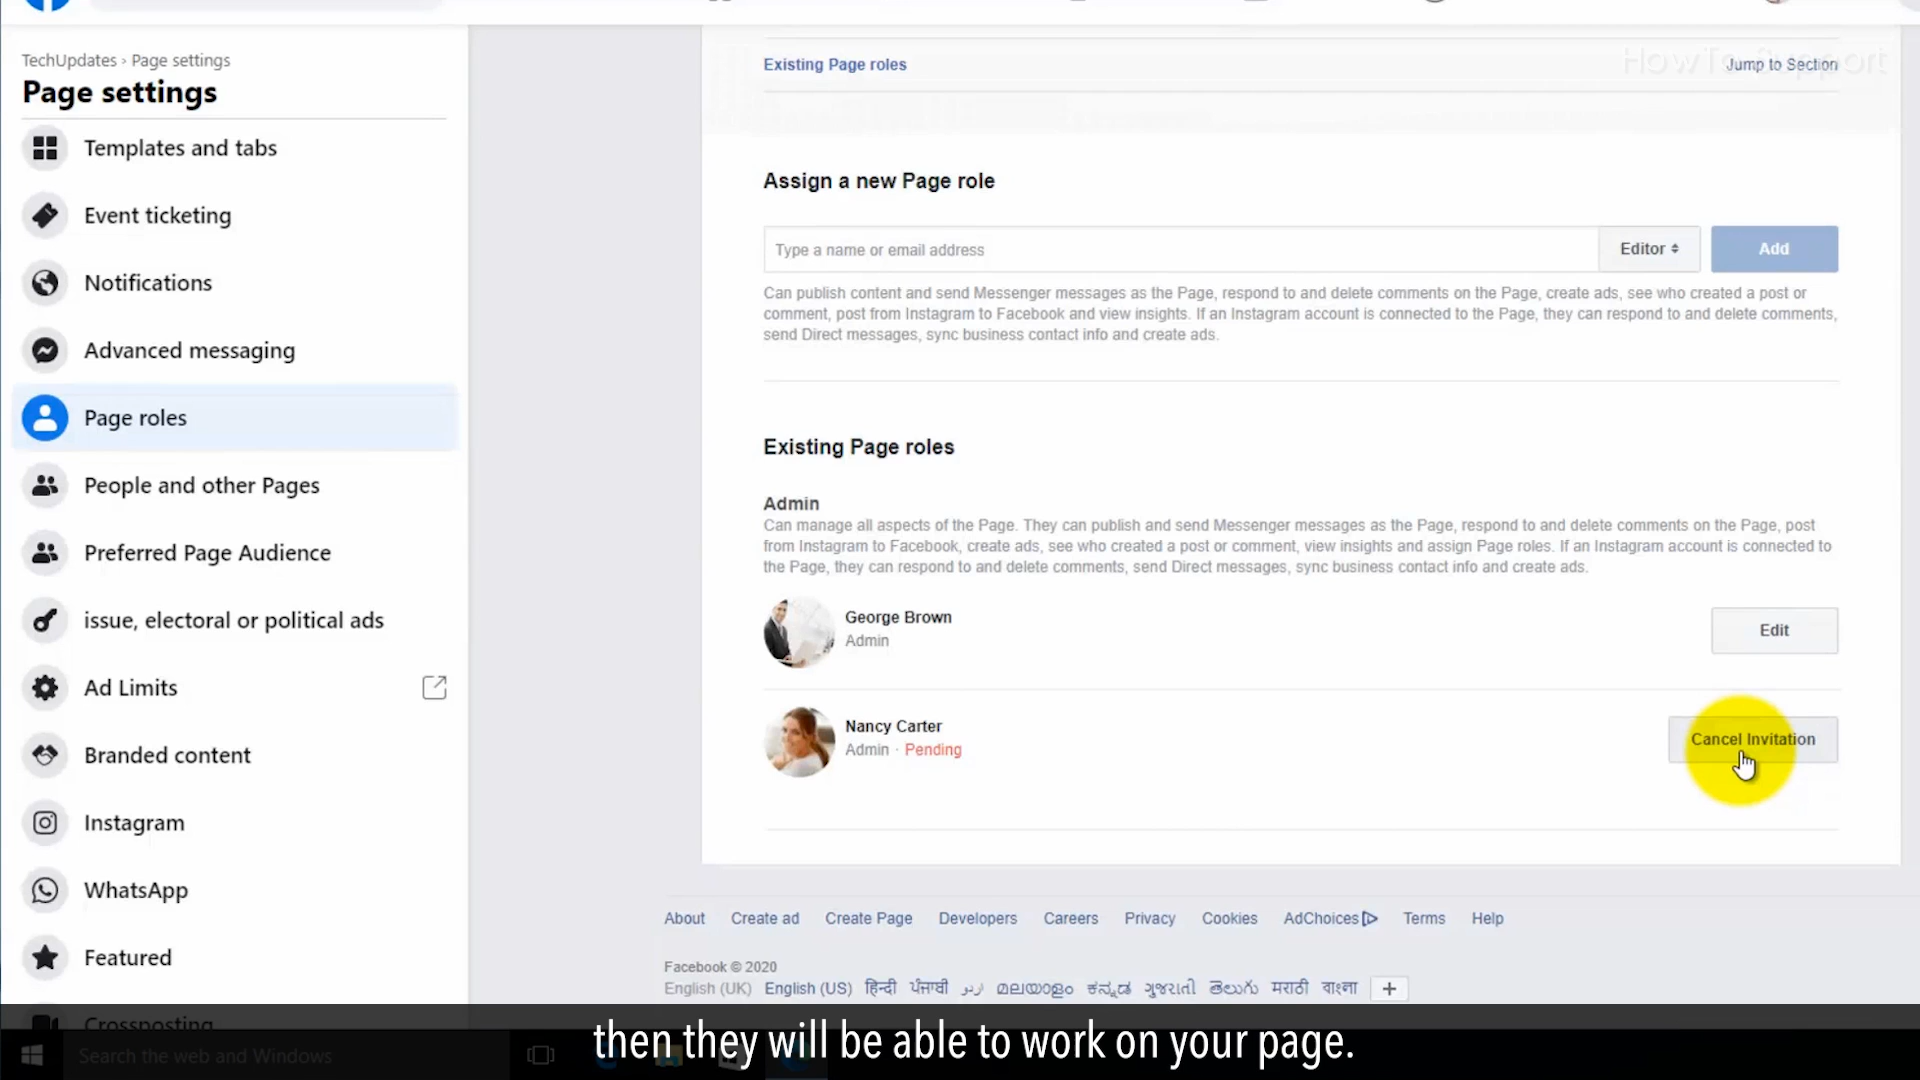 TechUpdates › Page settings
Page settings
Templates and tabs
Event ticketing
Notifications
Advanced messaging
Page roles
People and other Pages
Preferred Page Audience
issue, electoral or political ads
Ad Limits
Branded content
Instagram
WhatsApp
Featured
Crossposting
Existing Page roles
Jump to Section
HowTo Support
Assign a new Page role
Type a name or email address
Editor
Add
Can publish content and send Messenger messages as the Page, respond to and delete comments on the Page, create ads, see who created a post or
comment, post from Instagram to Facebook and view insights. If an Instagram account is connected to the Page, they can respond to and delete comments,
send Direct messages, sync business contact info and create ads.
Existing Page roles
Admin
Can manage all aspects of the Page. They can publish and send Messenger messages as the Page, respond to and delete comments on the Page, post
from Instagram to Facebook, create ads, see who created a post or comment, view insights and assign Page roles. If an Instagram account is connected to
the Page, they can respond to and delete comments, send Direct messages, sync business contact info and create ads.
George Brown
Admin
Edit
Nancy Carter
Admin · Pending
Cancel Invitation
About Create ad Create Page Developers Careers Privacy Cookies AdChoices Terms Help
Facebook © 2020
English (UK) English (US) हिन्दी ਪੰਜਾਬੀ اردو മലയാളം ಕನ್ನಡ ગુજરાતી తెలుగు मराठी বাংলা +
then they will be able to work on your page.
Search the web and Windows